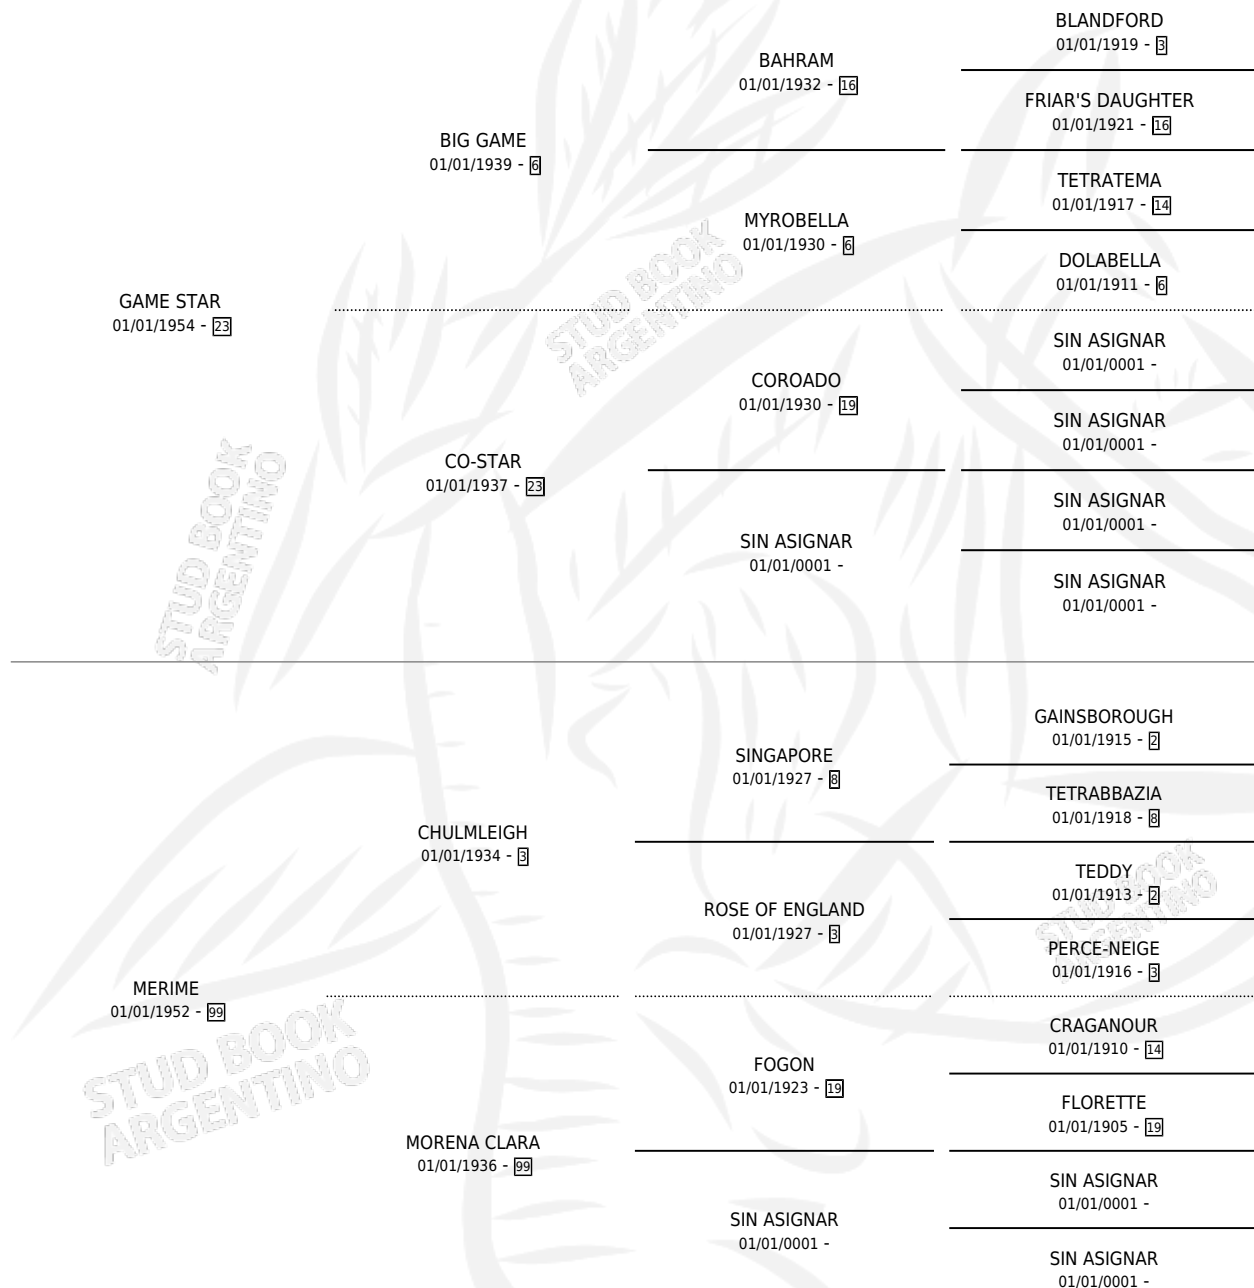 BLANDFORD
01/01/1919 - 3
BAHRAM
01/01/1932 - 16
FRIAR'S DAUGHTER
01/01/1921 - 16
BIG GAME
01/01/1939 - 6
TETRATEMA
01/01/1917 - 14
MYROBELLA
01/01/1930 - 6
DOLABELLA
01/01/1911 - 6
GAME STAR
01/01/1954 - 23
SIN ASIGNAR
01/01/0001 -
COROADO
01/01/1930 - 19
SIN ASIGNAR
01/01/0001 -
CO-STAR
01/01/1937 - 23
SIN ASIGNAR
01/01/0001 -
SIN ASIGNAR
01/01/0001 -
SIN ASIGNAR
01/01/0001 -
GAINSBOROUGH
01/01/1915 - 2
SINGAPORE
01/01/1927 - 8
TETRABBAZIA
01/01/1918 - 8
CHULMLEIGH
01/01/1934 - 3
TEDDY
01/01/1913 - 2
ROSE OF ENGLAND
01/01/1927 - 3
PERCE-NEIGE
01/01/1916 - 3
MERIME
01/01/1952 - 99
CRAGANOUR
01/01/1910 - 14
FOGON
01/01/1923 - 19
FLORETTE
01/01/1905 - 19
MORENA CLARA
01/01/1936 - 99
SIN ASIGNAR
01/01/0001 -
SIN ASIGNAR
01/01/0001 -
SIN ASIGNAR
01/01/0001 -
STUD BOOK
ARGENTINO
STUD BOOK
ARGENTINO
STUD BOOK
ARGENTINO
STUD BOOK
ARGENTINO